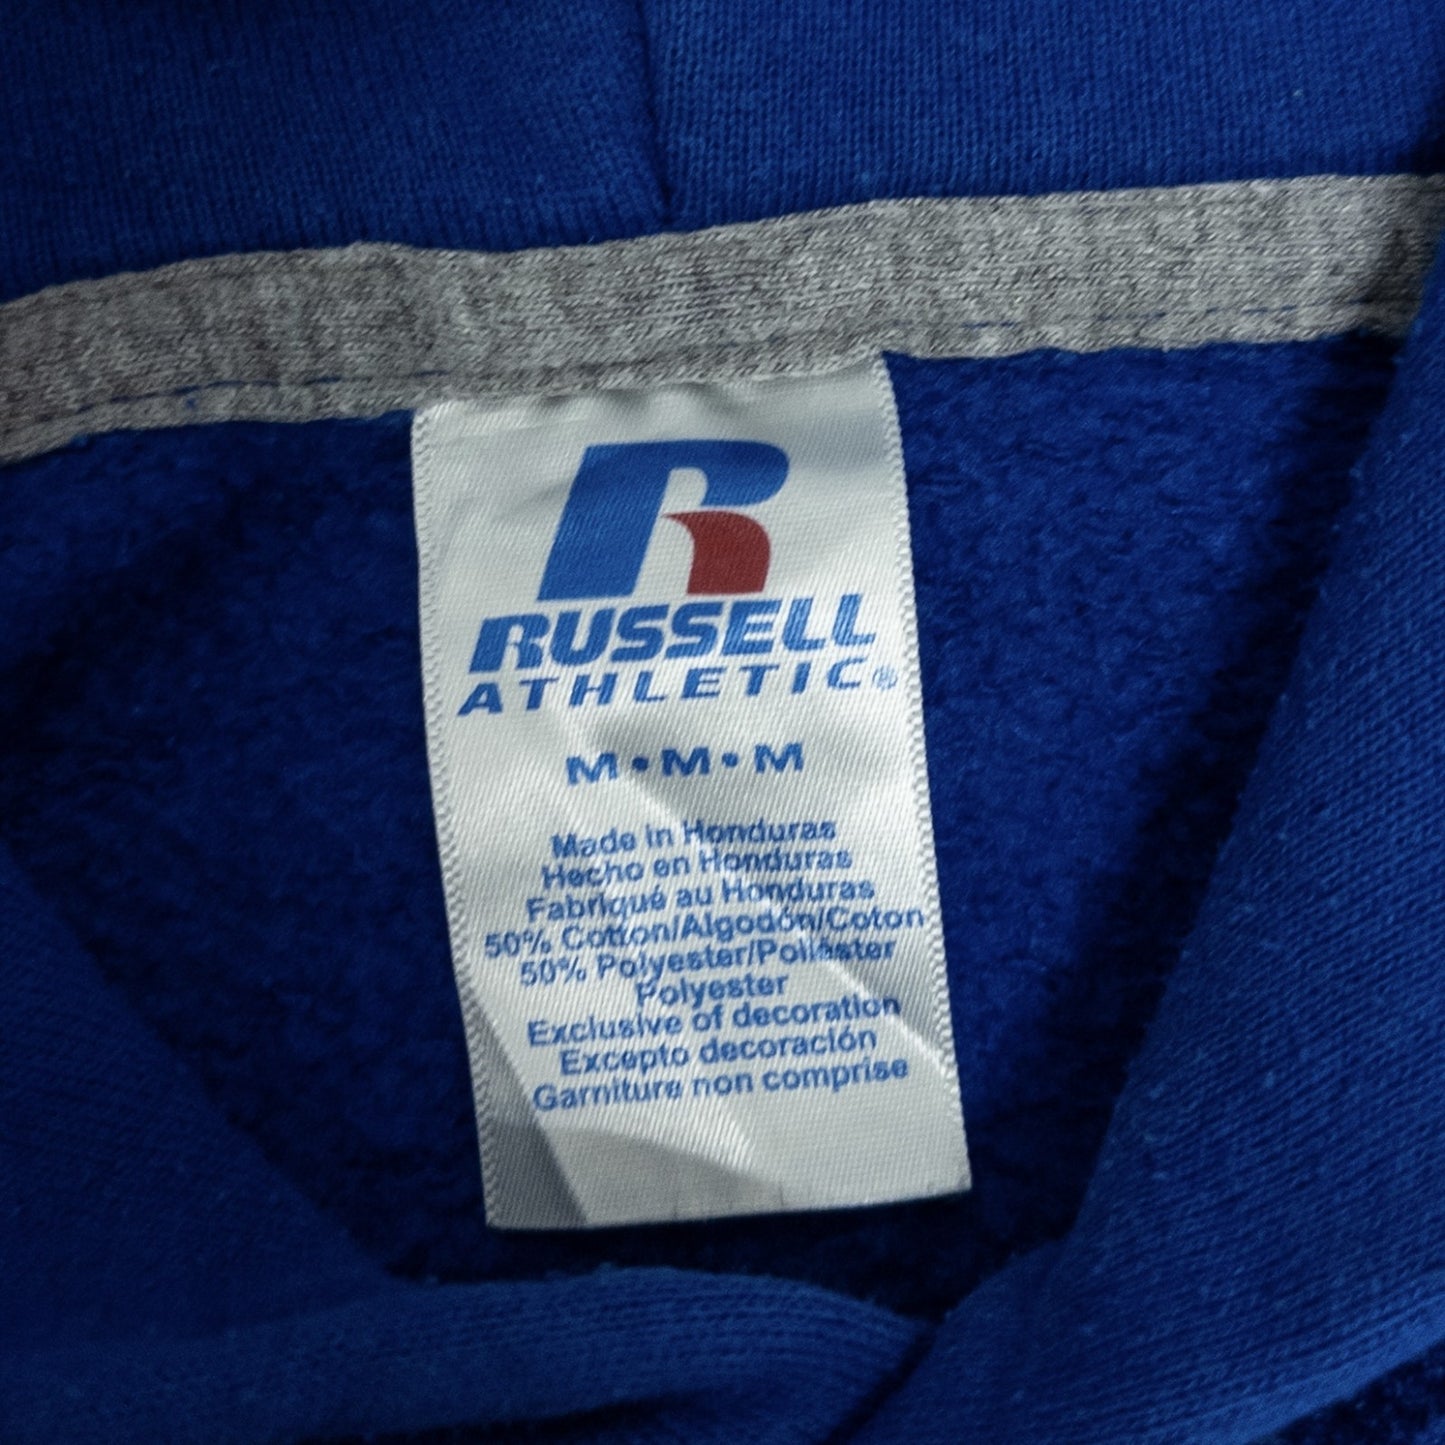 R
RUSSELL
ATHLETIC®
M•M•M
Made in Honduras
Hecho en Honduras
Fabriqué au Honduras
50% Cotton/Algodón/Coton
50% Polyester/Poliéster
Polyester
Exclusive of decoration
Excepto decoración
Garniture non comprise